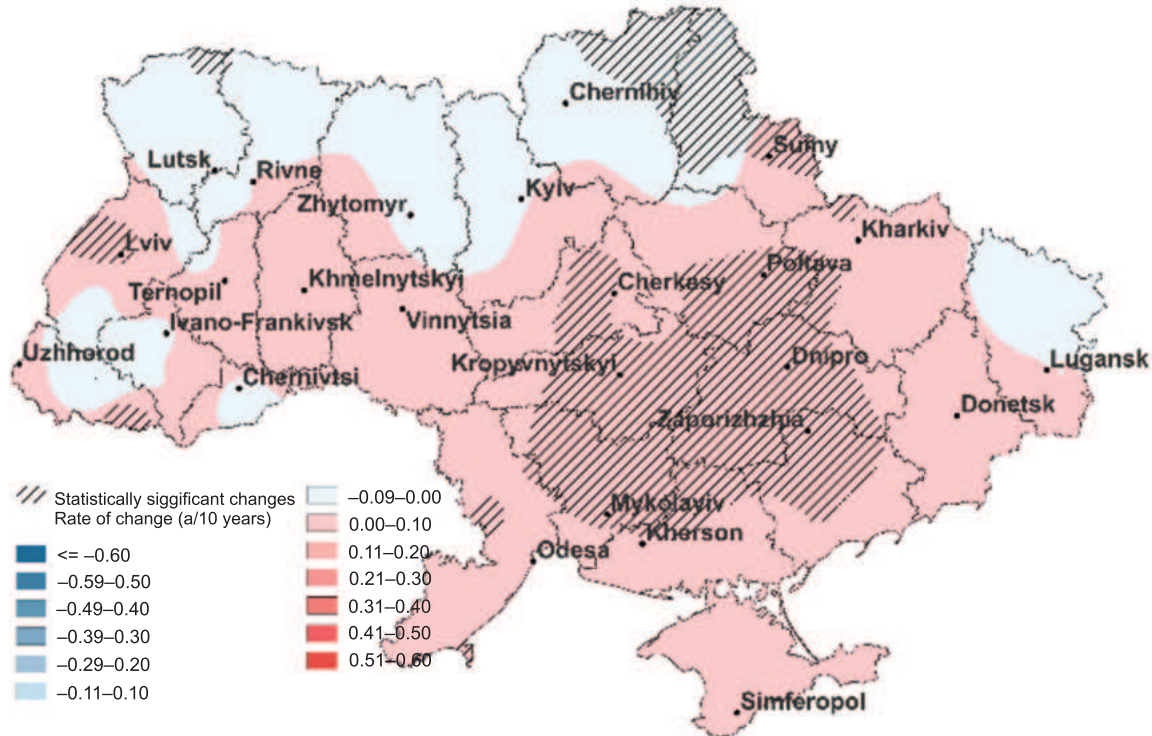 Chernihiv
Sumy
Lutsk
Rivne
Kyiv
Zhytomyr
Kharkiv
Lviv
Poltava
Khmelnytskyi
Cherkasy
Ternopil
Ivano-Frankivsk
Vinnytsia
Uzhhorod
Kropyvnytskyi
Dnipro
Lugansk
Chernivtsi
Donetsk
Zaporizhzhia
Mykolayiv
Kherson
Odesa
Simferopol
Statistically siggificant changes
Rate of change (a/10 years)
<= –0.60
–0.59–0.50
–0.49–0.40
–0.39–0.30
–0.29–0.20
–0.11–0.10
–0.09–0.00
0.00–0.10
0.11–0.20
0.21–0.30
0.31–0.40
0.41–0.50
0.51–0.60